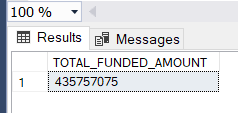 100 %
Results Messages
TOTAL_FUNDED_AMOUNT
1 435757075